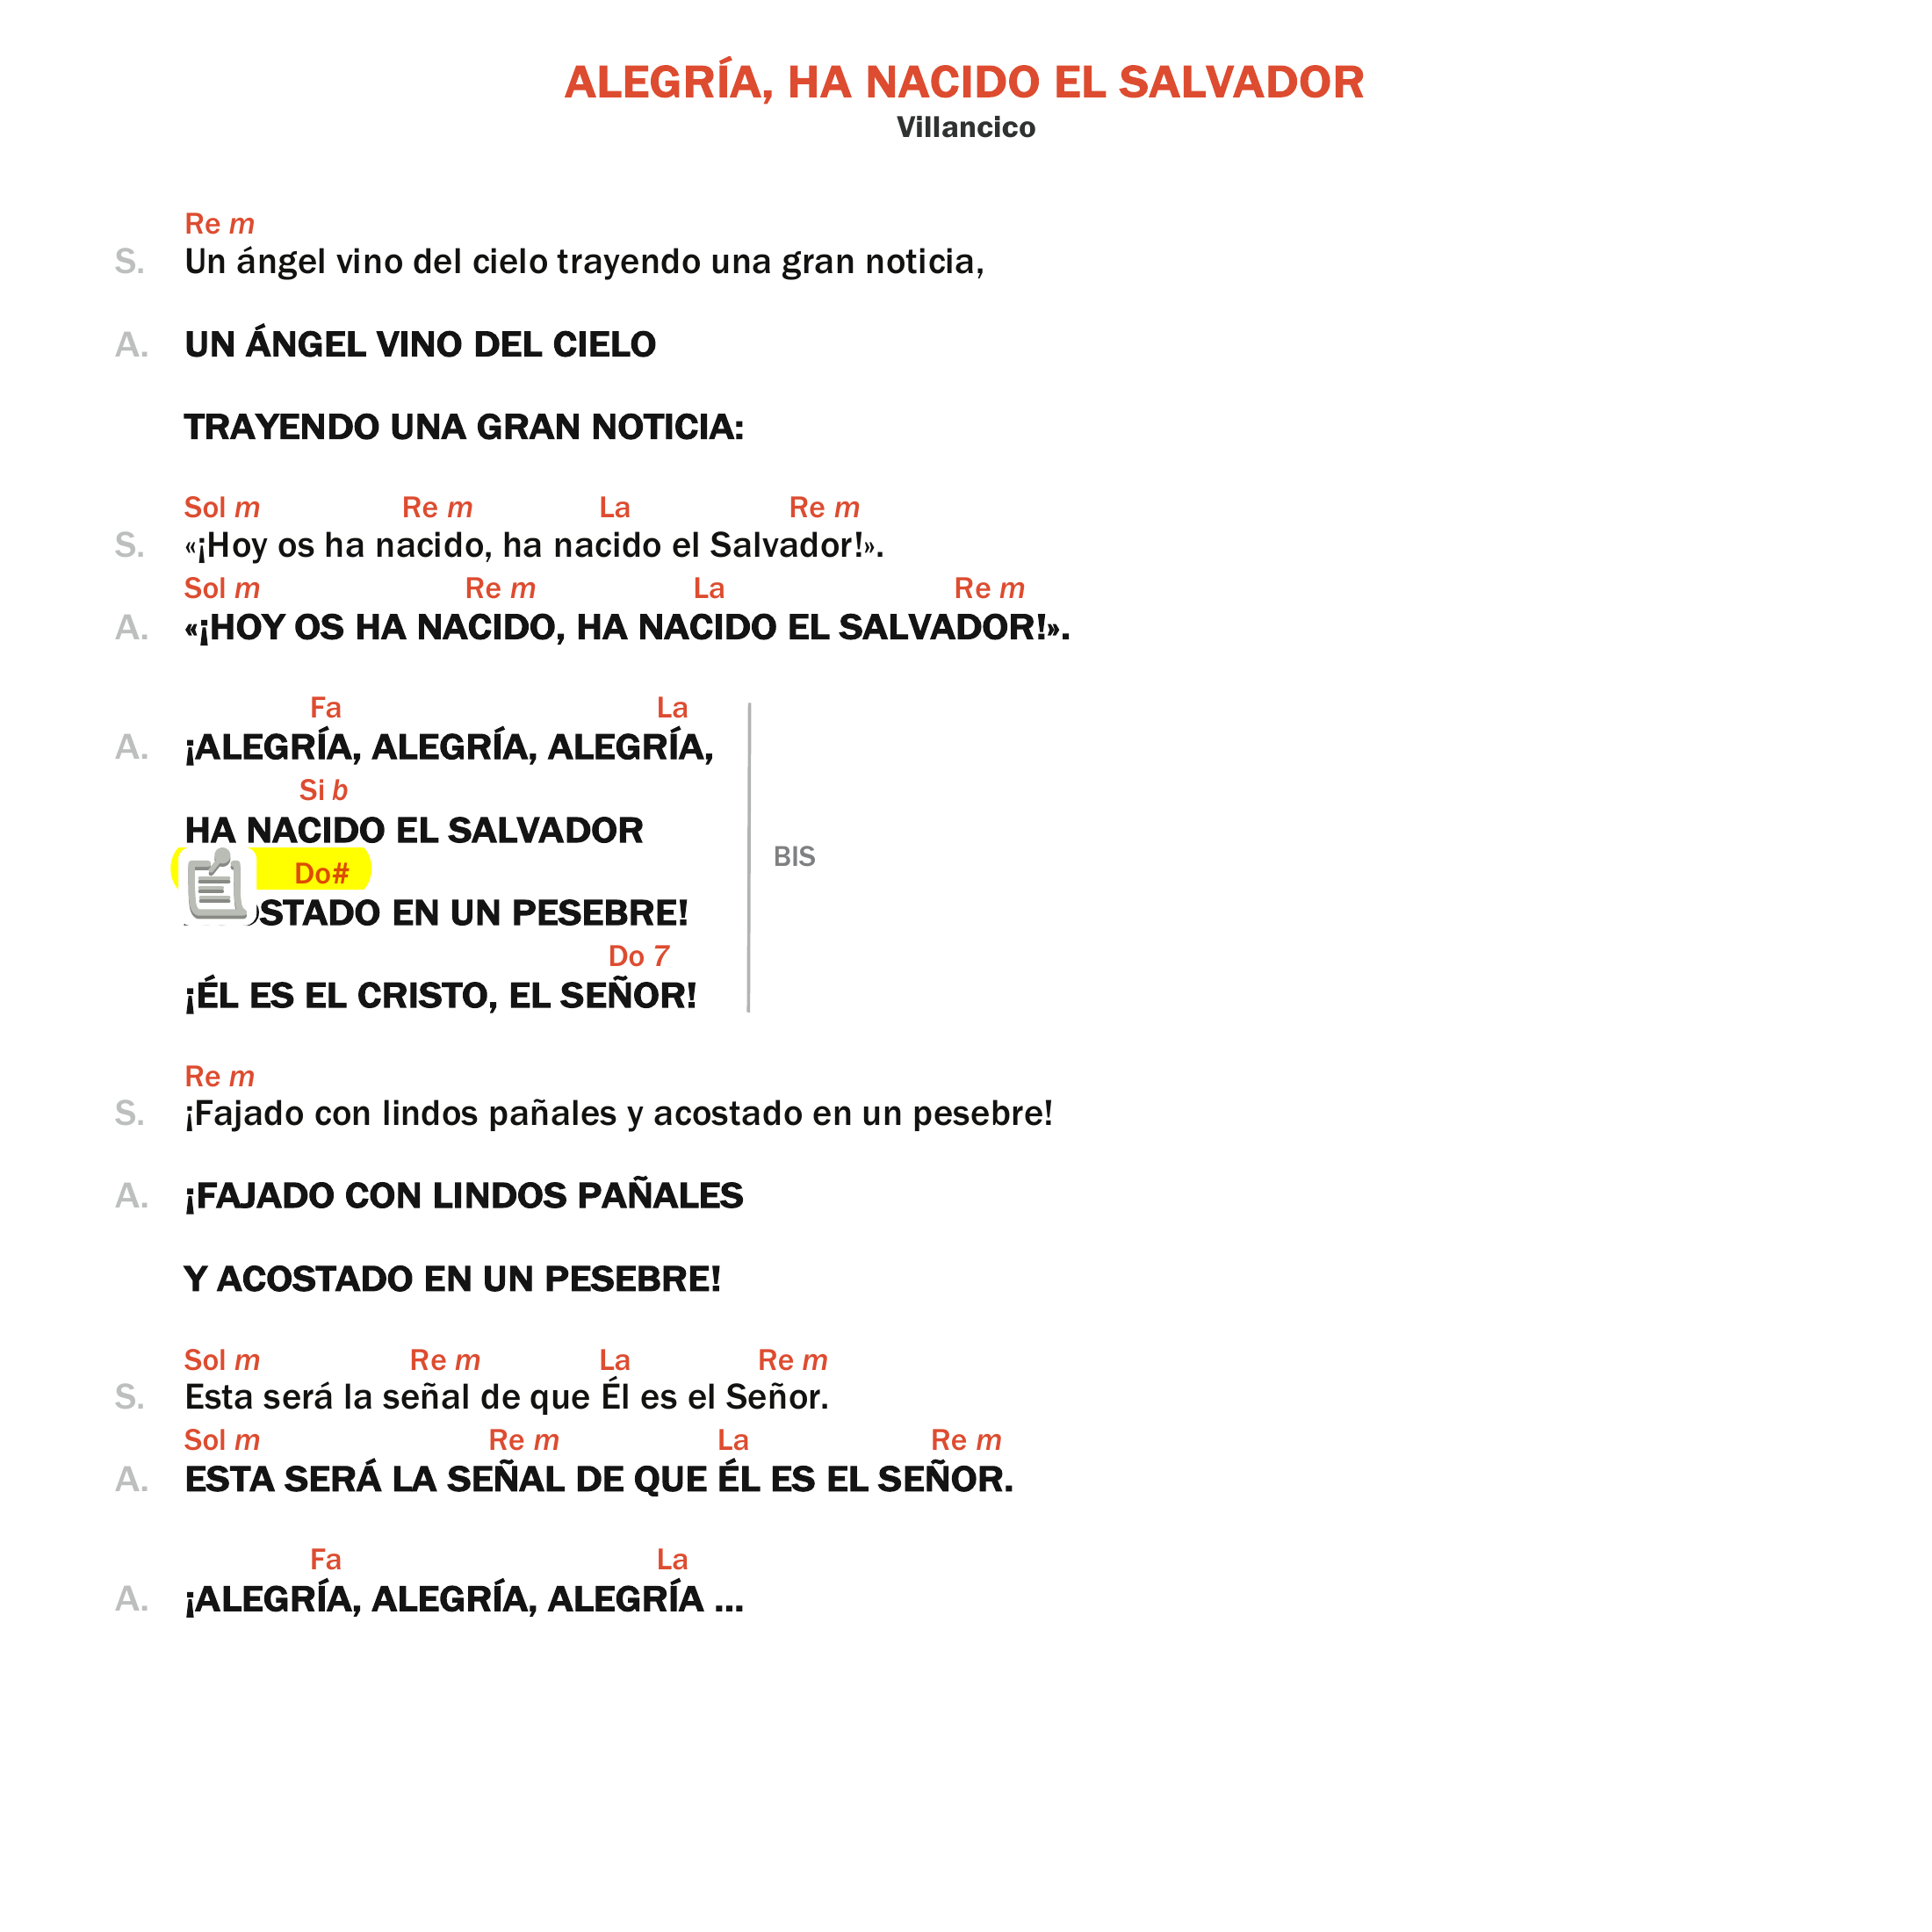 ALEGRÍA, HA NACIDO EL SALVADOR
Villancico
Re m
S. Un ángel vino del cielo trayendo una gran noticia,
A. UN ÁNGEL VINO DEL CIELO
TRAYENDO UNA GRAN NOTICIA:
Sol m Re m La Re m
S. «¡Hoy os ha nacido, ha nacido el Salvador!».
Sol m Re m La Re m
A. «¡HOY OS HA NACIDO, HA NACIDO EL SALVADOR!».
Fa La
A. ¡ALEGRÍA, ALEGRÍA, ALEGRÍA,
Si b
HA NACIDO EL SALVADOR
BIS
Do#
OSTADO EN UN PESEBRE!
Do 7
¡ÉL ES EL CRISTO, EL SEÑOR!
Re m
S. ¡Fajado con lindos pañales y acostado en un pesebre!
A. ¡FAJADO CON LINDOS PAÑALES
Y ACOSTADO EN UN PESEBRE!
Sol m Re m La Re m
S. Esta será la señal de que Él es el Señor.
Sol m Re m La Re m
A. ESTA SERÁ LA SEÑAL DE QUE ÉL ES EL SEÑOR.
Fa La
A. ¡ALEGRÍA, ALEGRÍA, ALEGRÍA ...